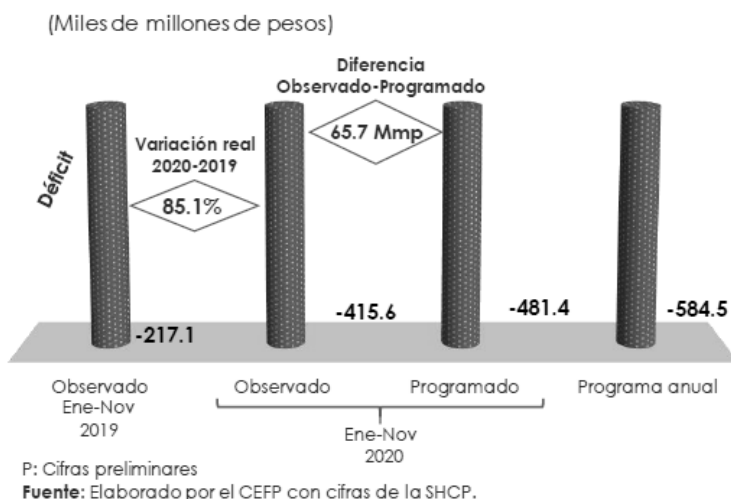 (Miles de millones de pesos)
Diferencia
Observado-Programado
65.7 Mmp
Variación real
2020-2019
85.1%
Déficit
-217.1
-415.6
-481.4
-584.5
Observado
Ene-Nov
2019
Observado
Programado
Ene-Nov
2020
Programa anual
P: Cifras preliminares
Fuente: Elaborado por el CEFP con cifras de la SHCP.